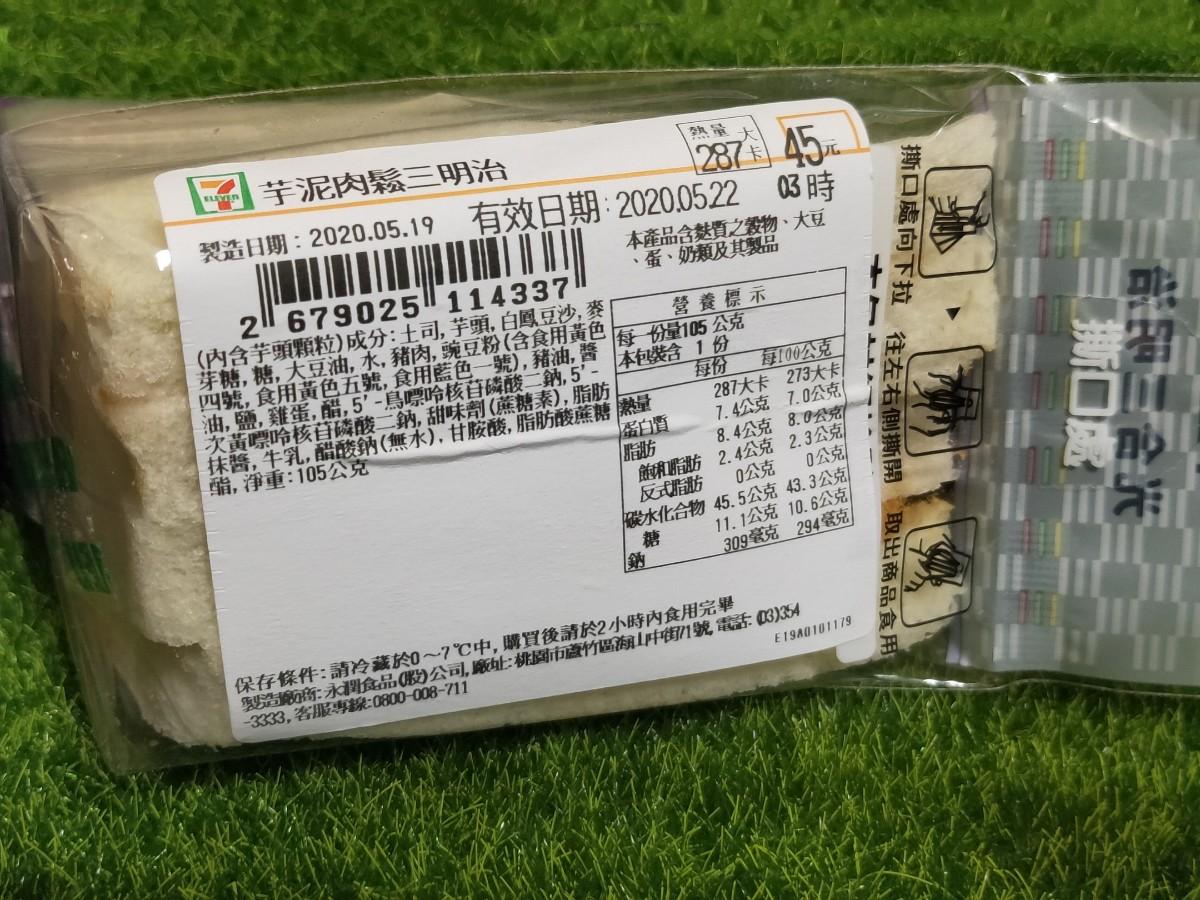 7
ELEVEN
芋泥肉鬆三明治
熱量 287 大卡
45元
製造日期：2020.05.19
有效日期：2020.05.22 03時
2 679025 114337
本產品含麩質之穀物、大豆
、蛋、奶類及其製品
(內含芋頭顆粒)成分：土司, 芋頭, 白鳳豆沙, 麥
芽糖, 糖, 大豆油, 水, 豬肉, 豌豆粉(含食用黃色
四號, 食用黃色五號, 食用藍色一號), 豬油, 醬
油, 鹽, 雞蛋, 醋, 5'-鳥嘌呤核苷磷酸二鈉, 5'-
次黃嘌呤核苷磷酸二鈉, 甜味劑(蔗糖素), 脂肪
抹醬, 牛乳, 醋酸鈉(無水), 甘胺酸, 脂肪酸蔗糖
酯, 淨重：105公克
營養標示
每一份量105 公克
本包裝含 1 份
每份 每100公克
熱量 287大卡 273大卡
蛋白質 7.4公克 7.0公克
脂肪 8.4公克 8.0公克
飽和脂肪 2.4公克 2.3公克
反式脂肪 0公克 0公克
碳水化合物 45.5公克 43.3公克
糖 11.1公克 10.6公克
鈉 309毫克 294毫克
保存條件：請冷藏於0～7℃中, 購買後請於2小時內食用完畢
製造廠商:永潤食品(股)公司, 廠址:桃園市蘆竹區海山中街71號, 電話: (03)354
-3333, 客服專線:0800-008-711
E1980101179
撕口處向下拉
往左右側撕開
取出商品食用
撕口處